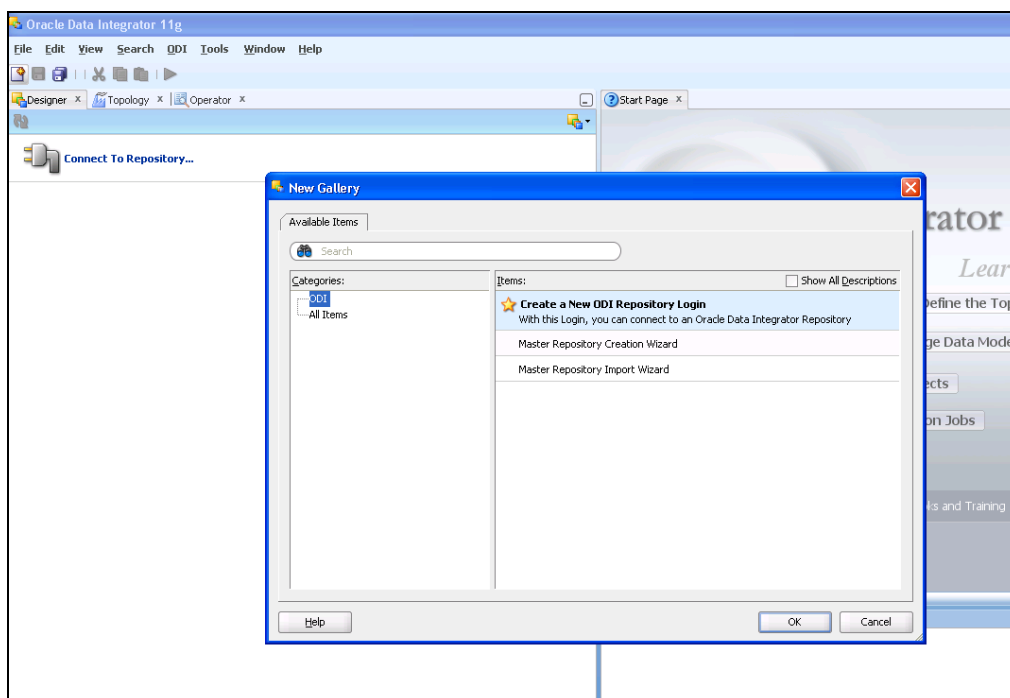 Oracle Data Integrator 11g
File Edit View Search ODI Tools Window Help
Designer x Topology x Operator x
Start Page x
Connect To Repository...
New Gallery
Available Items
Search
Categories:
ODI
All Items
Items:
Show All Descriptions
Create a New ODI Repository Login
With this Login, you can connect to an Oracle Data Integrator Repository
Master Repository Creation Wizard
Master Repository Import Wizard
Help
OK
Cancel
rator
Lear
efine the Top
ge Data Mode
ects
on Jobs
ks and Training